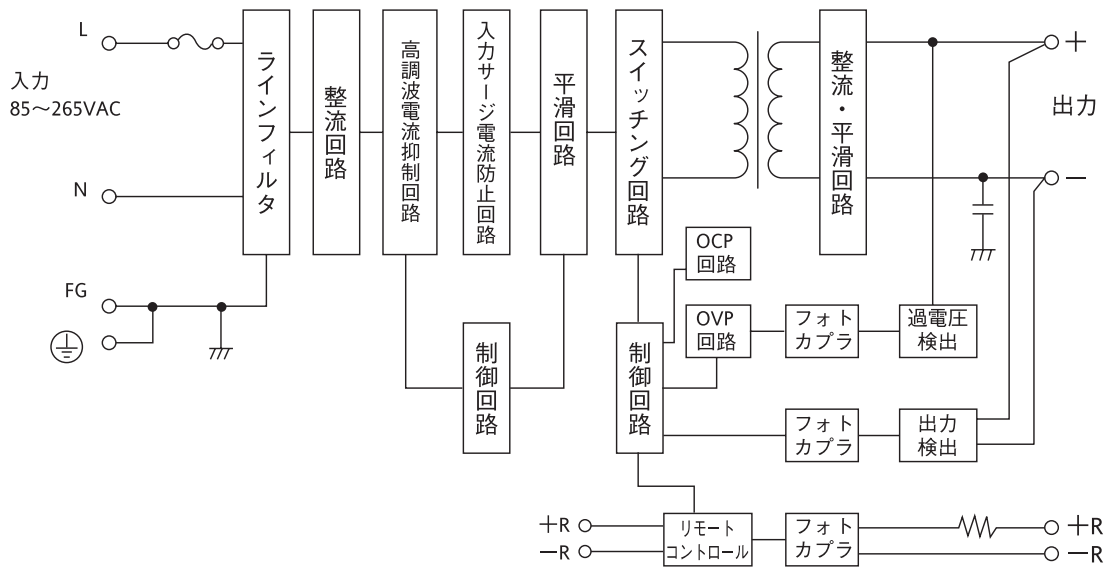 L
入力
85～265VAC
N
FG
ラインフィルタ
整流回路
高調波電流抑制回路
入力サージ電流防止回路
平滑回路
スイッチング回路
整流・平滑回路
＋
出力
－
OCP
回路
OVP
回路
フォト
カプラ
過電圧
検出
制御回路
制御回路
フォト
カプラ
出力
検出
＋R
－R
リモート
コントロール
フォト
カプラ
＋R
－R